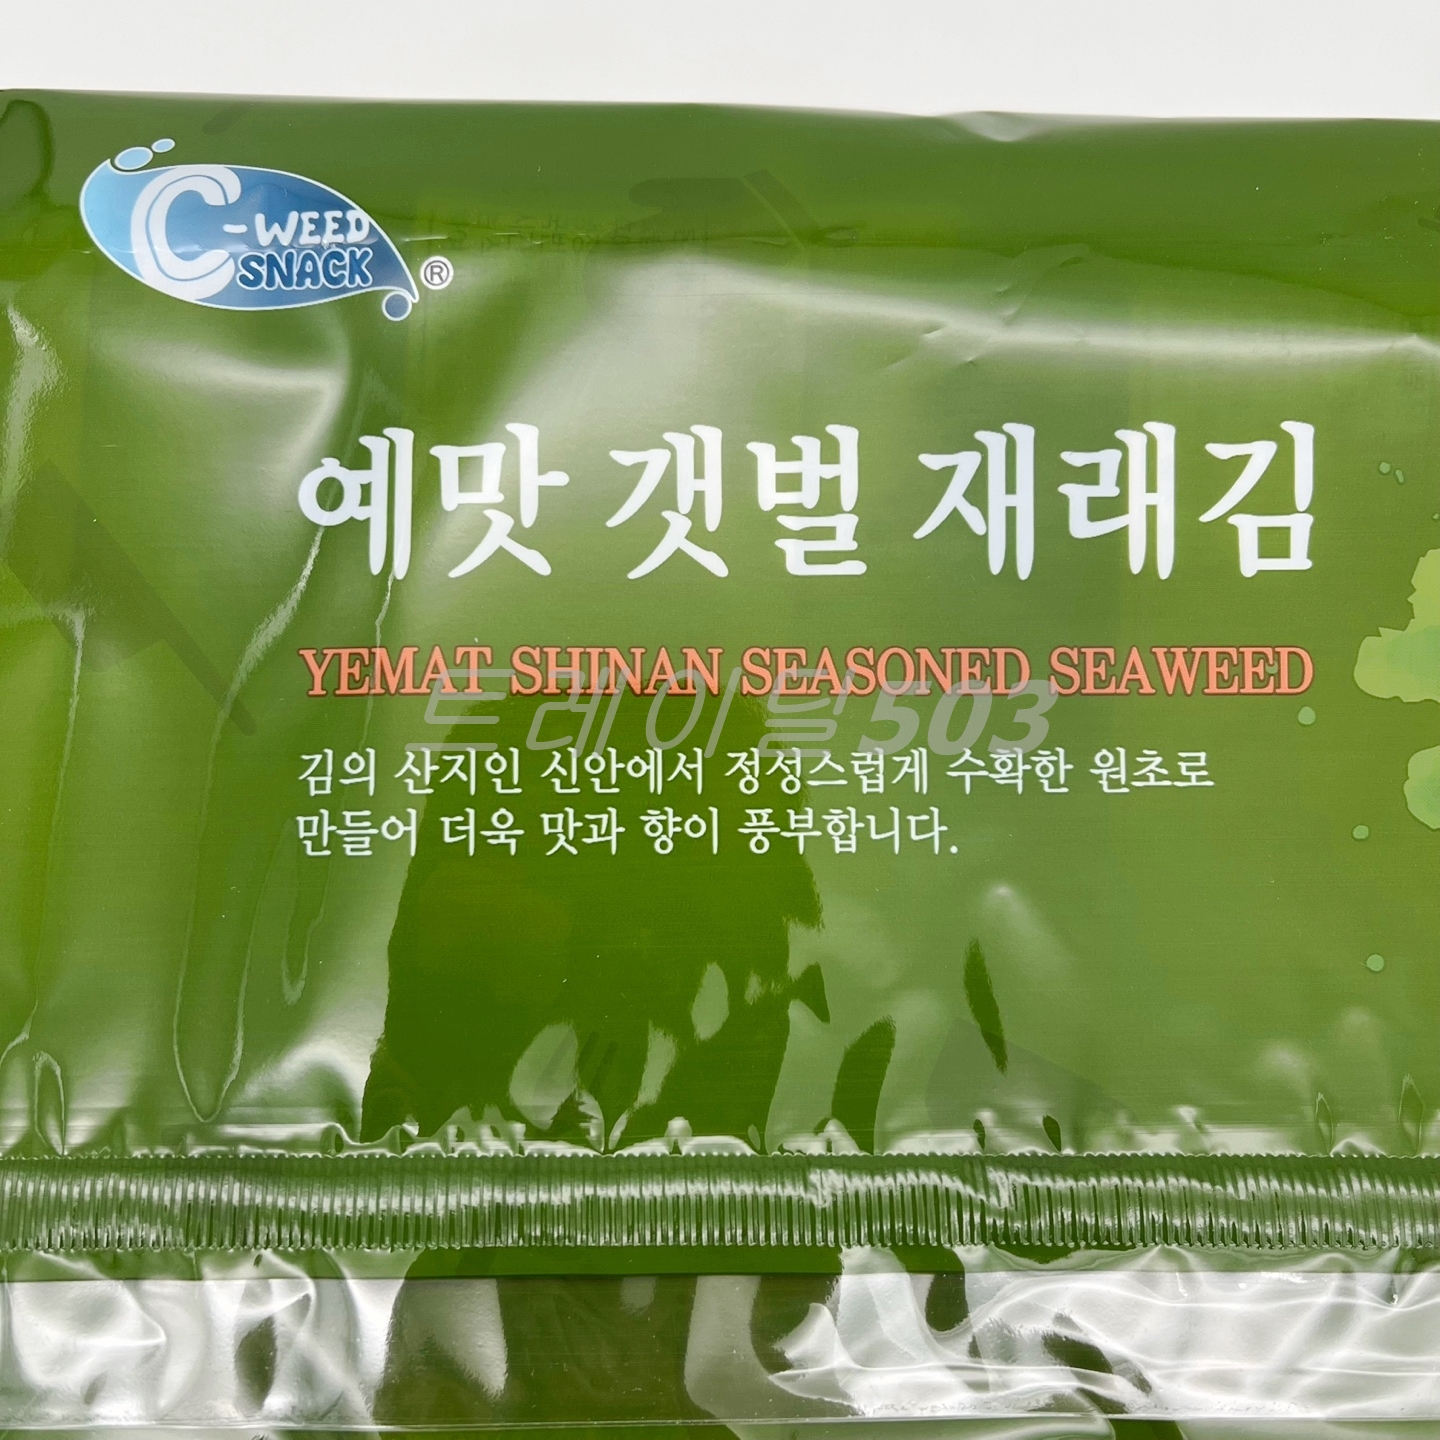 C-WEED
SNACK ®
예맛 갯벌 재래김
YEMAT SHINAN SEASONED SEAWEED
트레이딜503
김의 산지인 신안에서 정성스럽게 수확한 원초로
만들어 더욱 맛과 향이 풍부합니다.